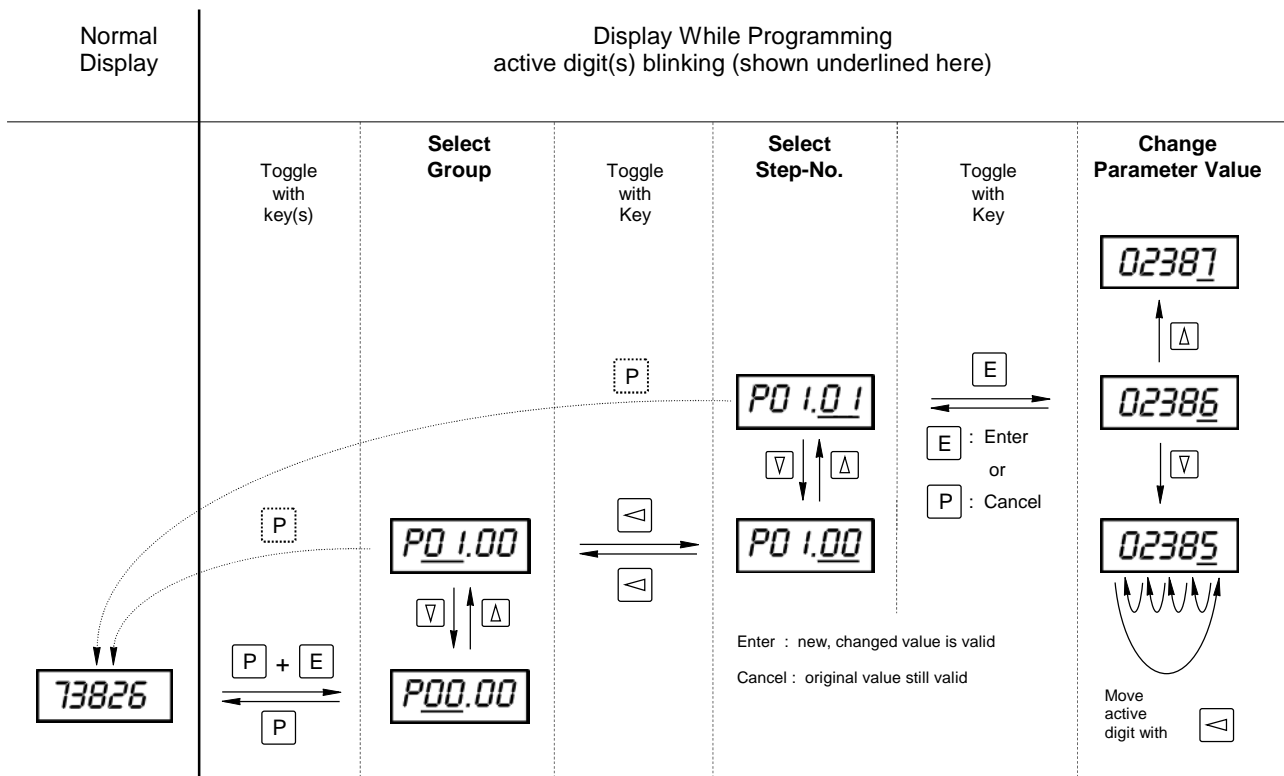 Normal
Display
Display While Programming
active digit(s) blinking (shown underlined here)
Toggle
with
key(s)
Select
Group
Toggle
with
Key
Select
Step-No.
Toggle
with
Key
Change
Parameter Value
02387
P
P01.01
E
02386
E : Enter
or
P : Cancel
P
P01.00
P01.00
02385
Enter : new, changed value is valid
Cancel : original value still valid
73826
P + E
P
P00.00
Move
active
digit with